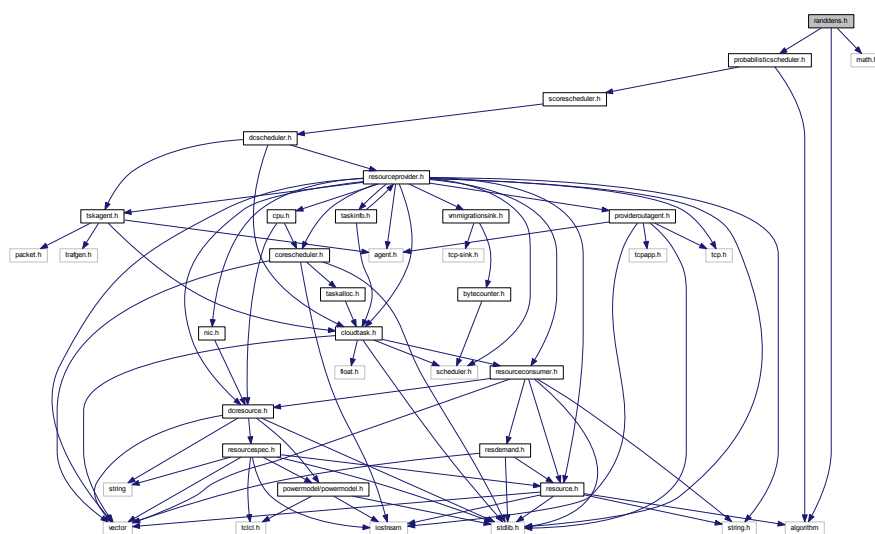 randdens.h
probabilisticscheduler.h
math.h
scorescheduler.h
dcscheduler.h
resourceprovider.h
tskagent.h
cpu.h
taskinfo.h
vmmigrationsink.h
provideroutagent.h
packet.h
trafgen.h
corescheduler.h
agent.h
tcp-sink.h
tcpapp.h
tcp.h
taskalloc.h
bytecounter.h
nic.h
cloudtask.h
float.h
scheduler.h
resourceconsumer.h
dcresource.h
resourcespec.h
resdemand.h
string
powermodel/powermodel.h
resource.h
vector
tclcl.h
iostream
stdlib.h
string.h
algorithm